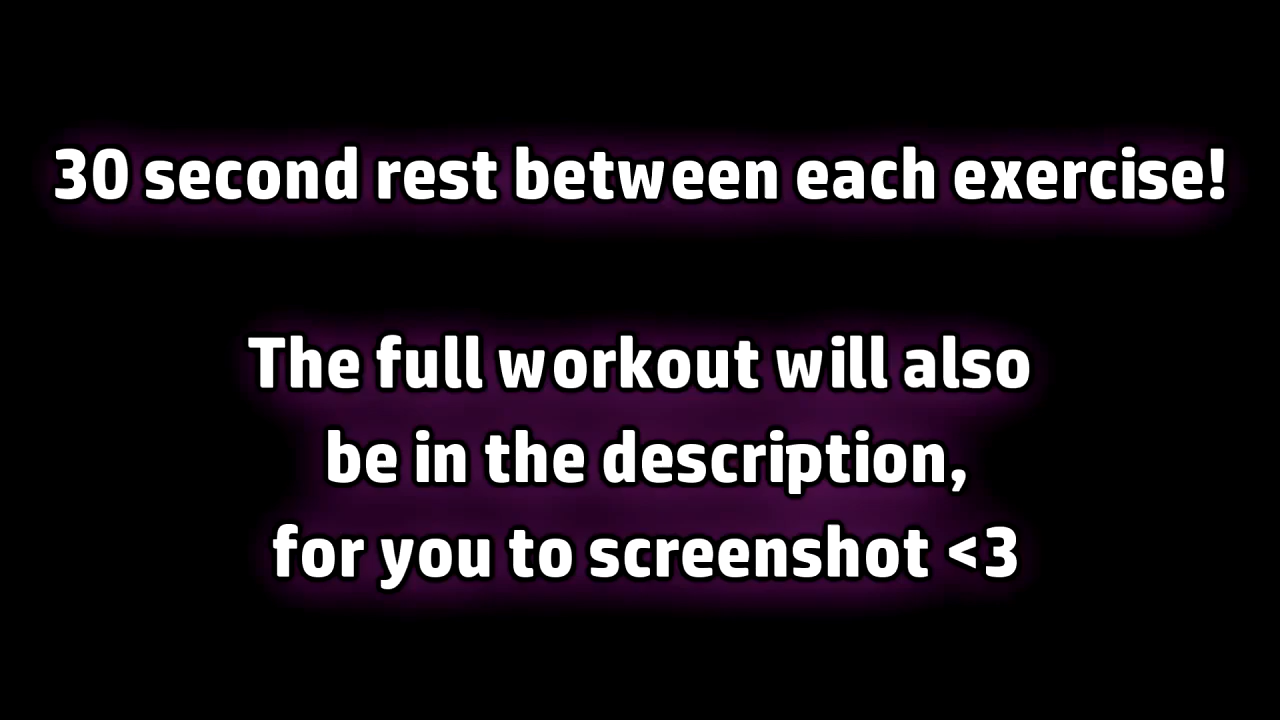 30 second rest between each exercise!
The full workout will also
be in the description,
for you to screenshot <3